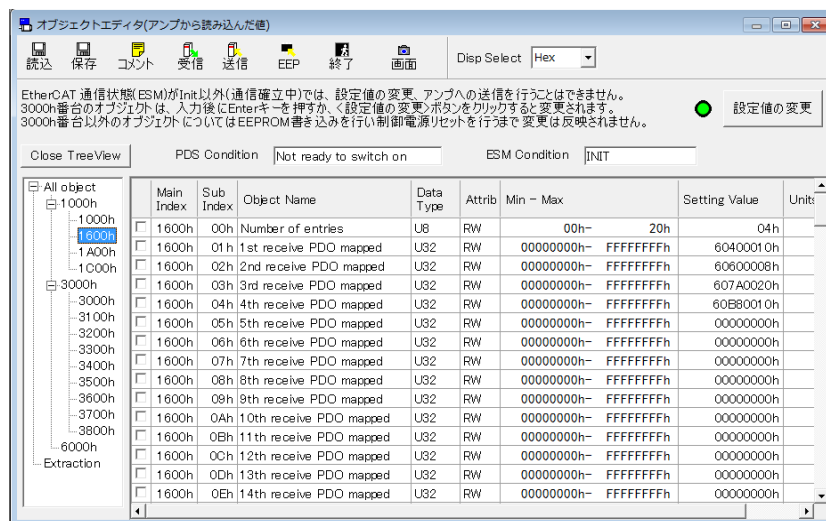 オブジェクトエディタ(アンプから読み込んだ値)
読込 保存 コメント 受信 送信 EEP 終了 画面 Disp Select Hex
EtherCAT 通信状態(ESM)がInit以外(通信確立中)では、設定値の変更、アンプへの送信を行うことはできません。
3000h番台のオブジェクトは、入力後にEnterキーを押すか、<設定値の変更>ボタンをクリックすると変更されます。
3000h番台以外のオブジェクトについてはEEPROM書き込みを行い制御電源リセットを行うまで変更は反映されません。
設定値の変更
Close TreeView PDS Condition Not ready to switch on ESM Condition INIT
All object
1000h
1000h
1600h
1A00h
1C00h
3000h
3000h
3100h
3200h
3300h
3400h
3500h
3600h
3700h
3800h
6000h
Extraction
Main Index Sub Index Object Name Data Type Attrib Min - Max Setting Value Units
1600h 00h Number of entries U8 RW 00h- 20h 04h
1600h 01h 1st receive PDO mapped U32 RW 00000000h- FFFFFFFFh 60400010h
1600h 02h 2nd receive PDO mapped U32 RW 00000000h- FFFFFFFFh 60600008h
1600h 03h 3rd receive PDO mapped U32 RW 00000000h- FFFFFFFFh 607A0020h
1600h 04h 4th receive PDO mapped U32 RW 00000000h- FFFFFFFFh 60B80010h
1600h 05h 5th receive PDO mapped U32 RW 00000000h- FFFFFFFFh 00000000h
1600h 06h 6th receive PDO mapped U32 RW 00000000h- FFFFFFFFh 00000000h
1600h 07h 7th receive PDO mapped U32 RW 00000000h- FFFFFFFFh 00000000h
1600h 08h 8th receive PDO mapped U32 RW 00000000h- FFFFFFFFh 00000000h
1600h 09h 9th receive PDO mapped U32 RW 00000000h- FFFFFFFFh 00000000h
1600h 0Ah 10th receive PDO mapped U32 RW 00000000h- FFFFFFFFh 00000000h
1600h 0Bh 11th receive PDO mapped U32 RW 00000000h- FFFFFFFFh 00000000h
1600h 0Ch 12th receive PDO mapped U32 RW 00000000h- FFFFFFFFh 00000000h
1600h 0Dh 13th receive PDO mapped U32 RW 00000000h- FFFFFFFFh 00000000h
1600h 0Eh 14th receive PDO mapped U32 RW 00000000h- FFFFFFFFh 00000000h